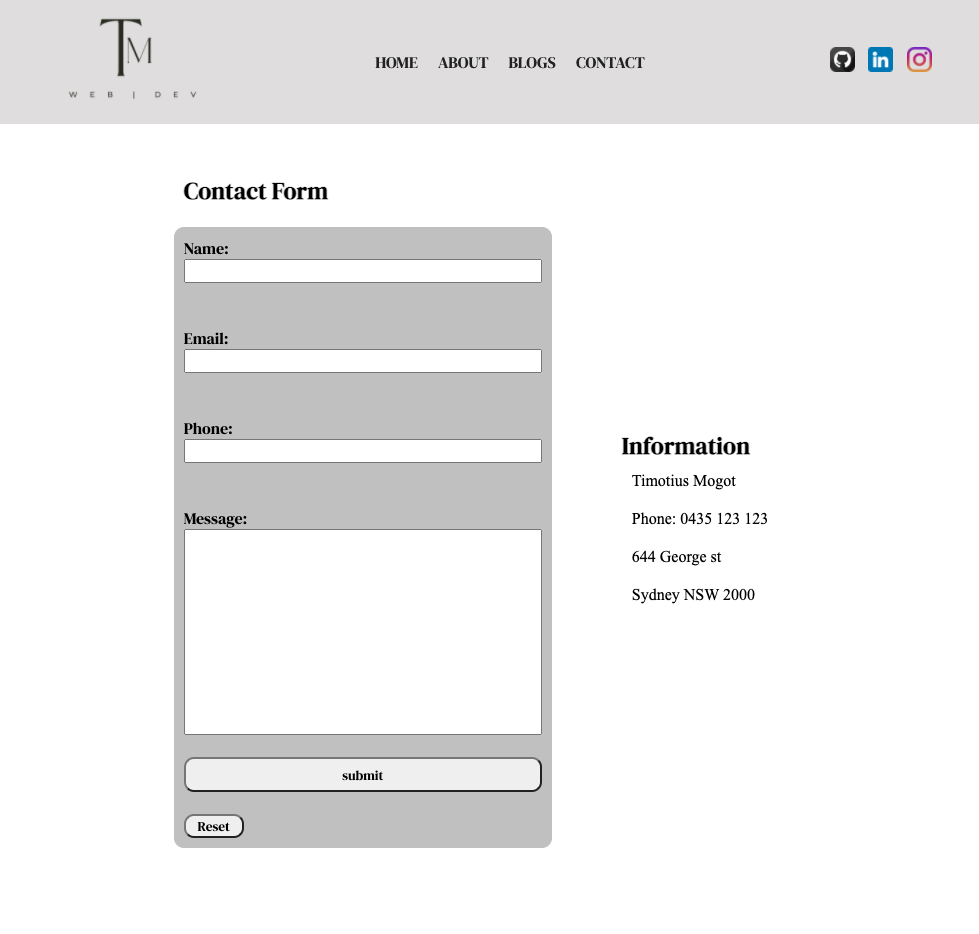 TM
WEB | DEV
HOME ABOUT BLOGS CONTACT
in
Contact Form
Name:
Email:
Phone:
Message:
submit
Reset
Information
Timotius Mogot
Phone: 0435 123 123
644 George st
Sydney NSW 2000